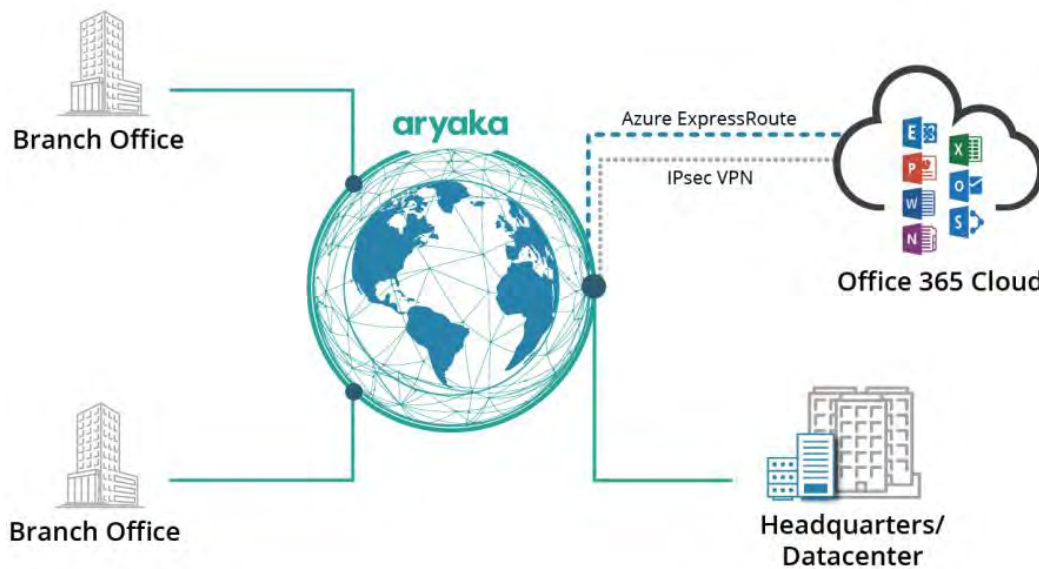 Branch Office
aryaka
Azure ExpressRoute
IPsec VPN
E
X
P
O
W
S
N
Office 365 Cloud
Branch Office
Headquarters/
Datacenter